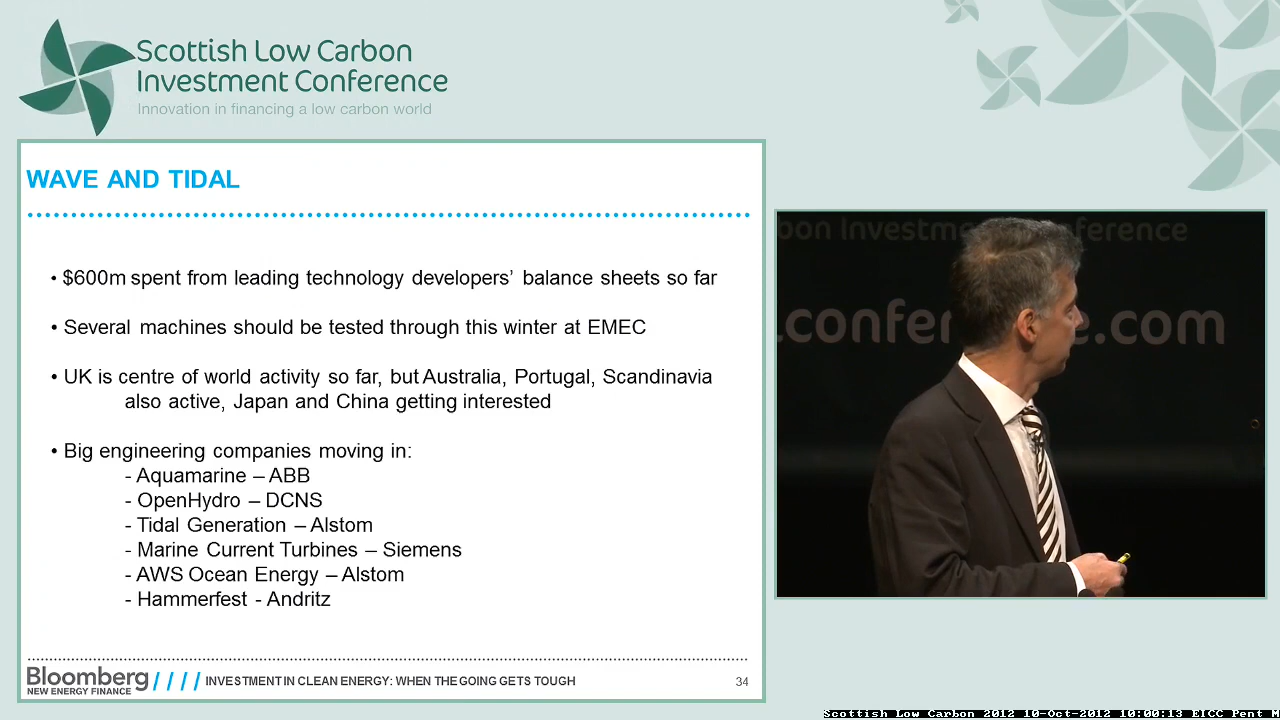 Scottish Low Carbon
Investment Conference
Innovation in financing a low carbon world
WAVE AND TIDAL
• $600m spent from leading technology developers’ balance sheets so far
• Several machines should be tested through this winter at EMEC
• UK is centre of world activity so far, but Australia, Portugal, Scandinavia
also active, Japan and China getting interested
• Big engineering companies moving in:
- Aquamarine – ABB
- OpenHydro – DCNS
- Tidal Generation – Alstom
- Marine Current Turbines – Siemens
- AWS Ocean Energy – Alstom
- Hammerfest - Andritz
Bloomberg
NEW ENERGY FINANCE
//// INVESTMENT IN CLEAN ENERGY: WHEN THE GOING GETS TOUGH
34
bon Investm ference
.confer e.com
Scottish Low Carbon 2012 10-Oct-2012 10:00:13 EICC Pent